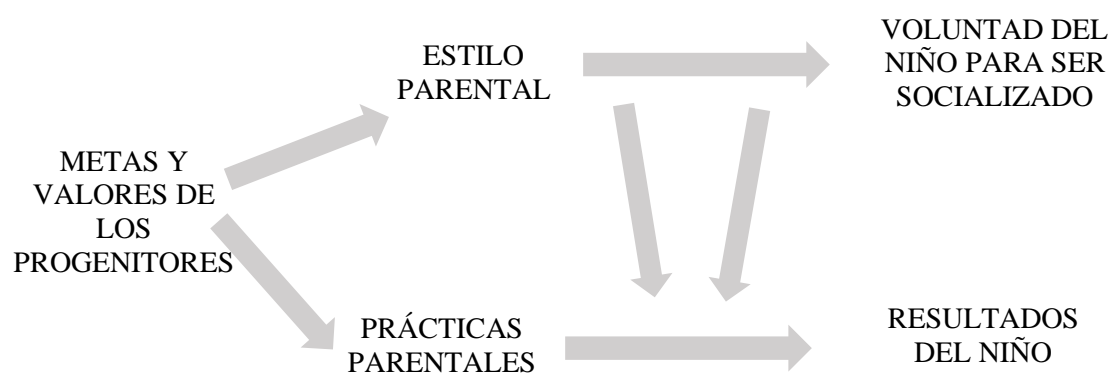 METAS Y
VALORES DE
LOS
PROGENITORES
ESTILO
PARENTAL
VOLUNTAD DEL
NIÑO PARA SER
SOCIALIZADO
PRÁCTICAS
PARENTALES
RESULTADOS
DEL NIÑO